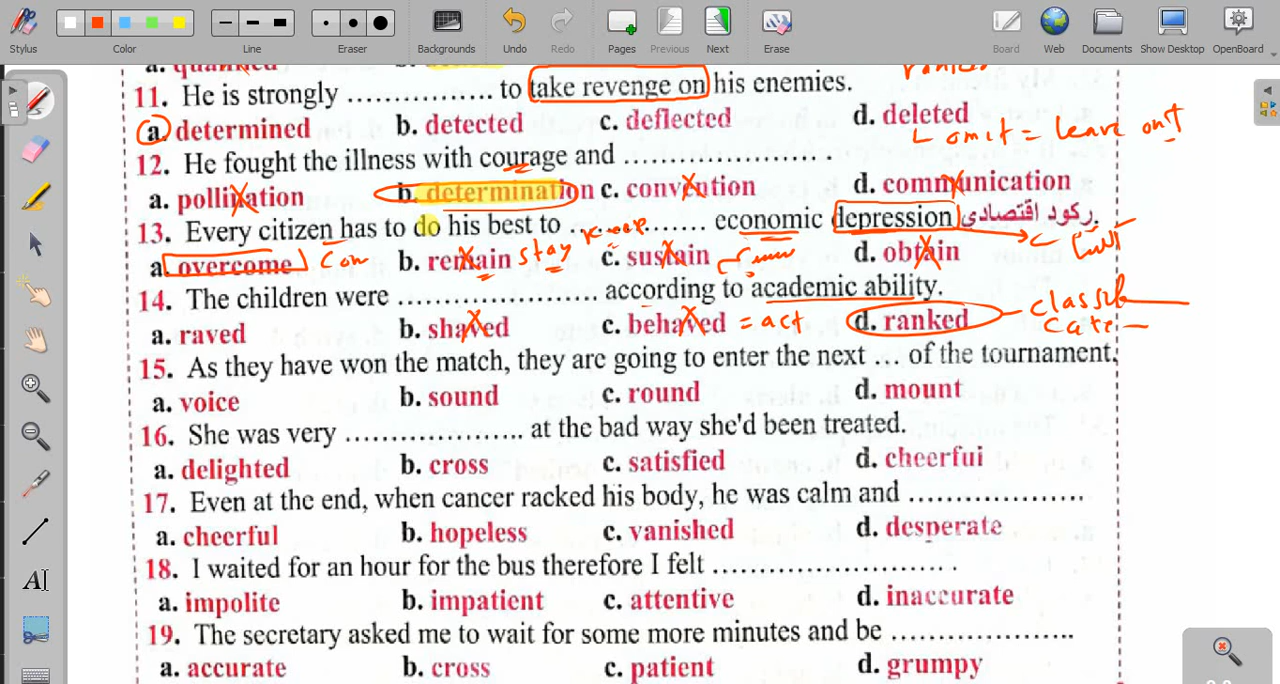 Stylus Color Line Eraser Backgrounds Undo Redo Pages Previous Next Erase Board Web Documents Show Desktop OpenBoard
11. He is strongly ................ to take revenge on his enemies.
a. determined b. detected c. deflected d. deleted
omit = leave out
12. He fought the illness with courage and ......................
a. pollination b. determination c. convention d. communication
13. Every citizen has to do his best to ................ economic depression ركود اقتصادى.
a. overcome b. remain stay c. sustain d. obtain
14. The children were ...................... according to academic ability.
a. raved b. shaved c. behaved = act d. ranked
15. As they have won the match, they are going to enter the next ... of the tournament.
a. voice b. sound c. round d. mount
16. She was very .................... at the bad way she'd been treated.
a. delighted b. cross c. satisfied d. cheerfui
17. Even at the end, when cancer racked his body, he was calm and ....................
a. cheerful b. hopeless c. vanished d. desperate
18. I waited for an hour for the bus therefore I felt ...........................
a. impolite b. impatient c. attentive d. inaccurate
19. The secretary asked me to wait for some more minutes and be .....................
a. accurate b. cross c. patient d. grumpy